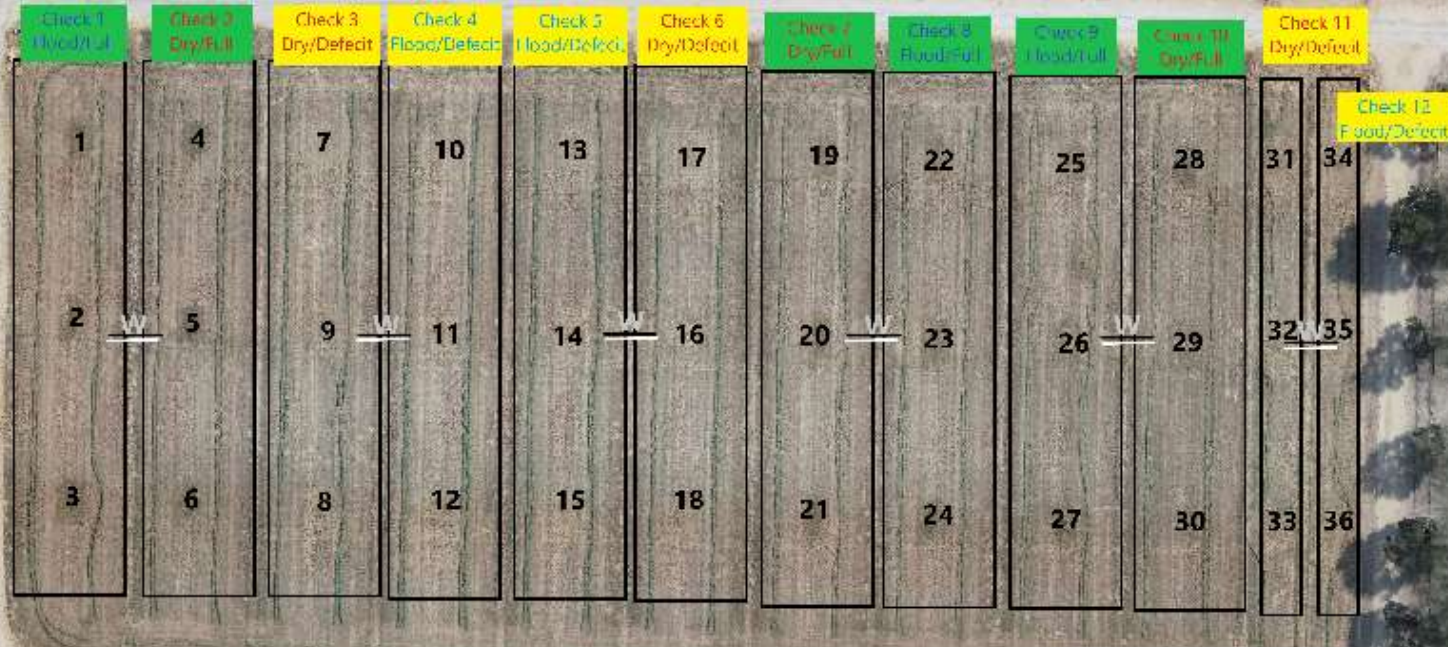 Check 1
Flood/Full
Check 2
Dry/Full
Check 3
Dry/Defecit
Check 4
Flood/Defecit
Check 5
Flood/Defecit
Check 6
Dry/Defecit
Check 7
Dry/Full
Check 8
Flood/Full
Check 9
Flood/Full
Check 10
Dry/Full
Check 11
Dry/Defecit
Check 12
Flood/Defecit
1 4 7 10 13 17 19 22 25 28 31 34
2 W 5 9 W 11 14 W 16 20 W 23 26 W 29 32 W 35
3 6 8 12 15 18 21 24 27 30 33 36